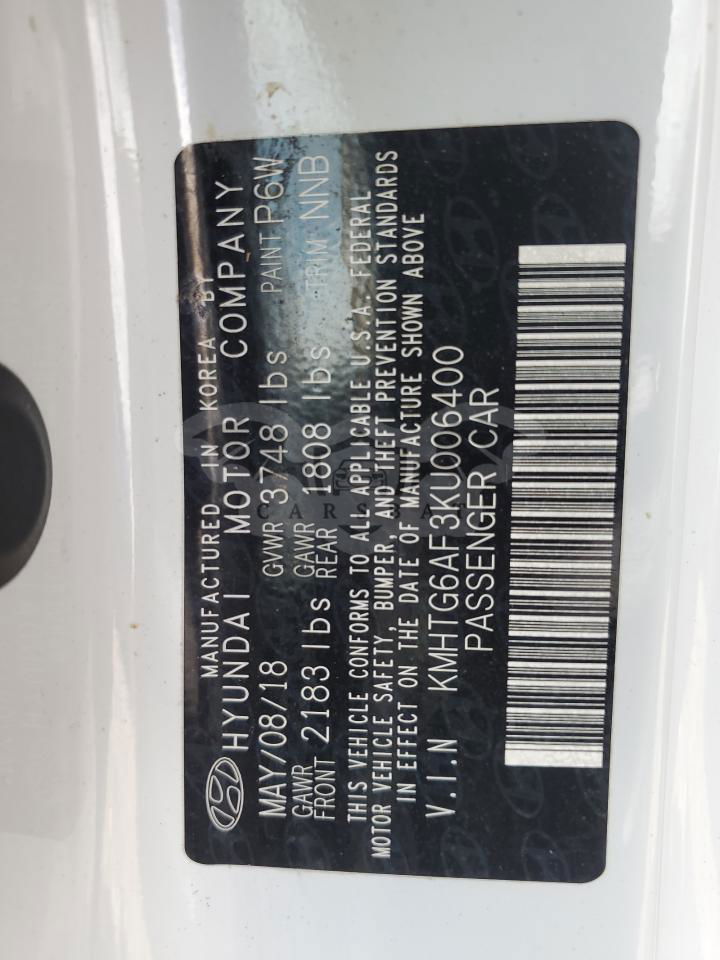 MANUFACTURED IN KOREA BY
HYUNDAI MOTOR COMPANY
MAY/08/18 GVWR 3748 lbs PAINT P6W
GAWR FRONT 2183 lbs GAWR REAR 1808 lbs TRIM NNB
THIS VEHICLE CONFORMS TO ALL APPLICABLE U.S.A. FEDERAL
MOTOR VEHICLE SAFETY, BUMPER, AND THEFT PREVENTION STANDARDS
IN EFFECT ON THE DATE OF MANUFACTURE SHOWN ABOVE
V.I.N KMHTG6AF3KU006400
PASSENGER CAR